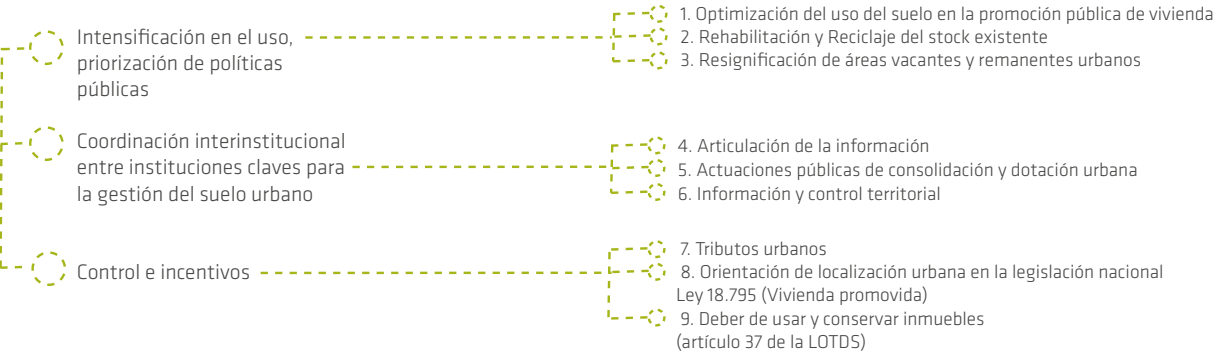 Intensificación en el uso,
priorización de políticas
públicas
1. Optimización del uso del suelo en la promoción pública de vivienda
2. Rehabilitación y Reciclaje del stock existente
3. Resignificación de áreas vacantes y remanentes urbanos
Coordinación interinstitucional
entre instituciones claves para
la gestión del suelo urbano
4. Articulación de la información
5. Actuaciones públicas de consolidación y dotación urbana
6. Información y control territorial
Control e incentivos
7. Tributos urbanos
8. Orientación de localización urbana en la legislación nacional
Ley 18.795 (Vivienda promovida)
9. Deber de usar y conservar inmuebles
(artículo 37 de la LOTDS)